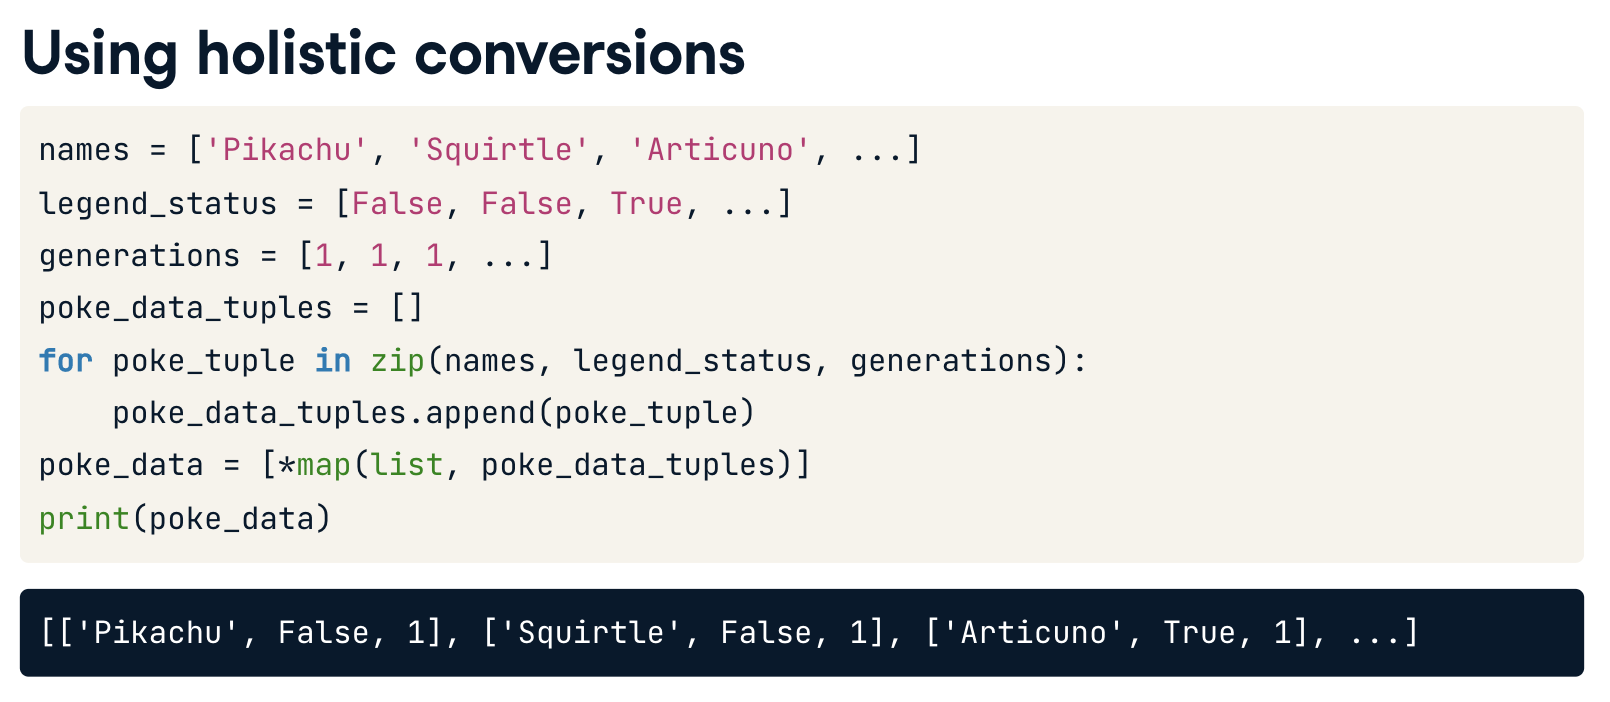 Using holistic conversions
names = ['Pikachu', 'Squirtle', 'Articuno', ...]
legend_status = [False, False, True, ...]
generations = [1, 1, 1, ...]
poke_data_tuples = []
for poke_tuple in zip(names, legend_status, generations):
    poke_data_tuples.append(poke_tuple)
poke_data = [*map(list, poke_data_tuples)]
print(poke_data)
[['Pikachu', False, 1], ['Squirtle', False, 1], ['Articuno', True, 1], ...]